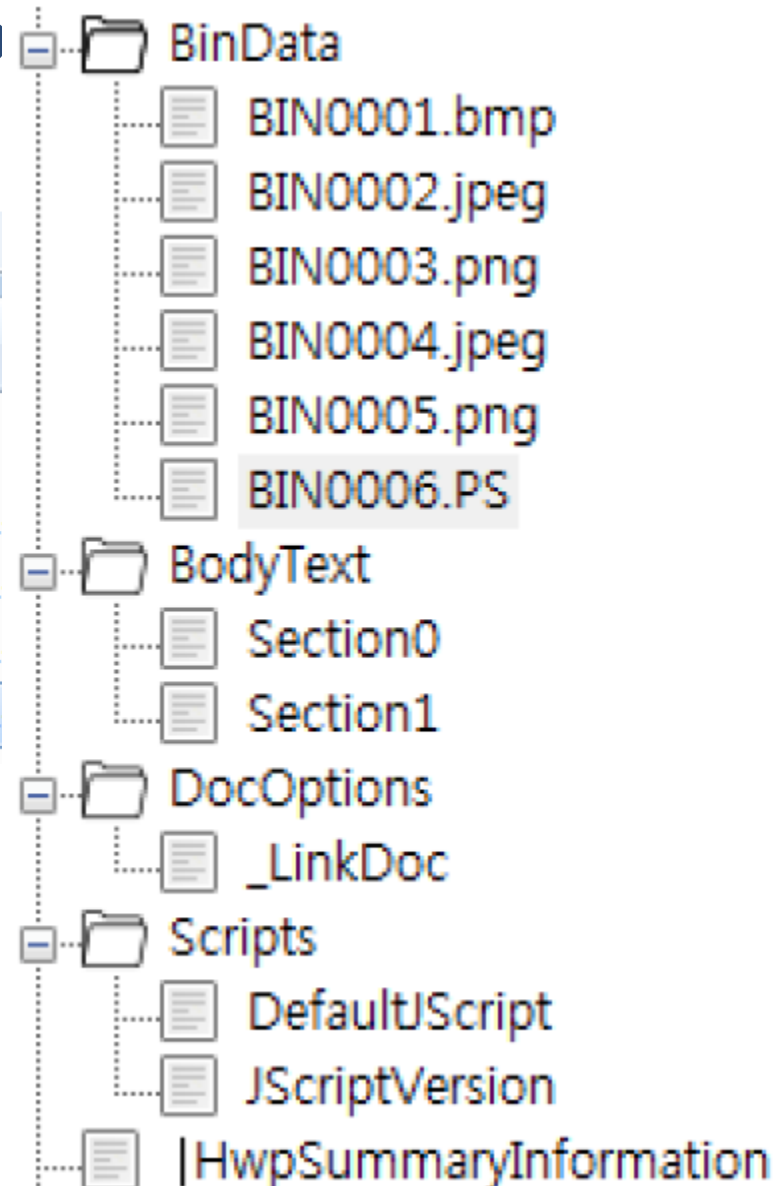 BinData
BIN0001.bmp
BIN0002.jpeg
BIN0003.png
BIN0004.jpeg
BIN0005.png
BIN0006.PS
BodyText
Section0
Section1
DocOptions
_LinkDoc
Scripts
DefaultJScript
JScriptVersion
|HwpSummaryInformation